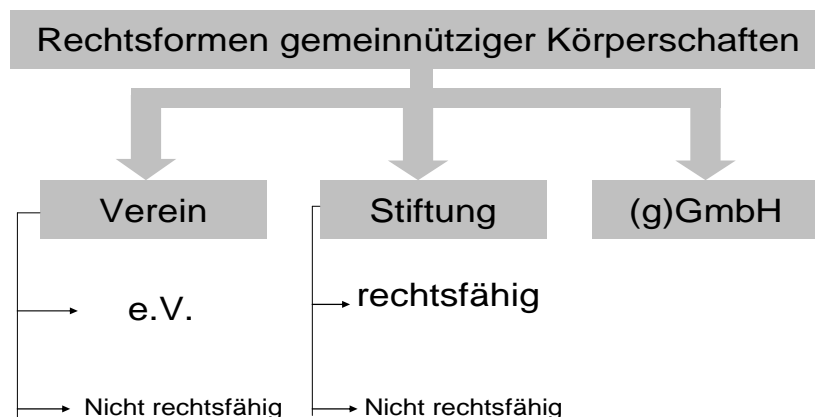 Rechtsformen gemeinnütziger Körperschaften
Verein
Stiftung
(g)GmbH
e.V.
rechtsfähig
Nicht rechtsfähig
Nicht rechtsfähig